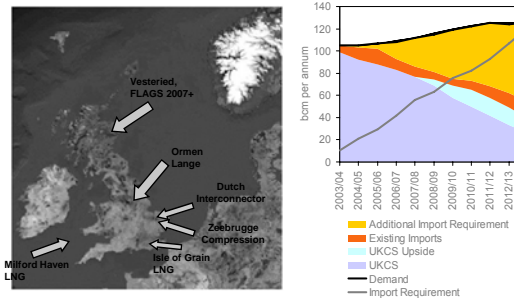 Vesteried,
FLAGS 2007+
Ormen
Lange
Dutch
Interconnector
Zeebrugge
Compression
Isle of Grain
LNG
Milford Haven
LNG
bcm per annum
140
120
100
80
60
40
20
0
2003/04
2004/05
2005/06
2006/07
2007/08
2008/09
2009/10
2010/11
2011/12
2012/13
Additional Import Requirement
Existing Imports
UKCS Upside
UKCS
Demand
Import Requirement